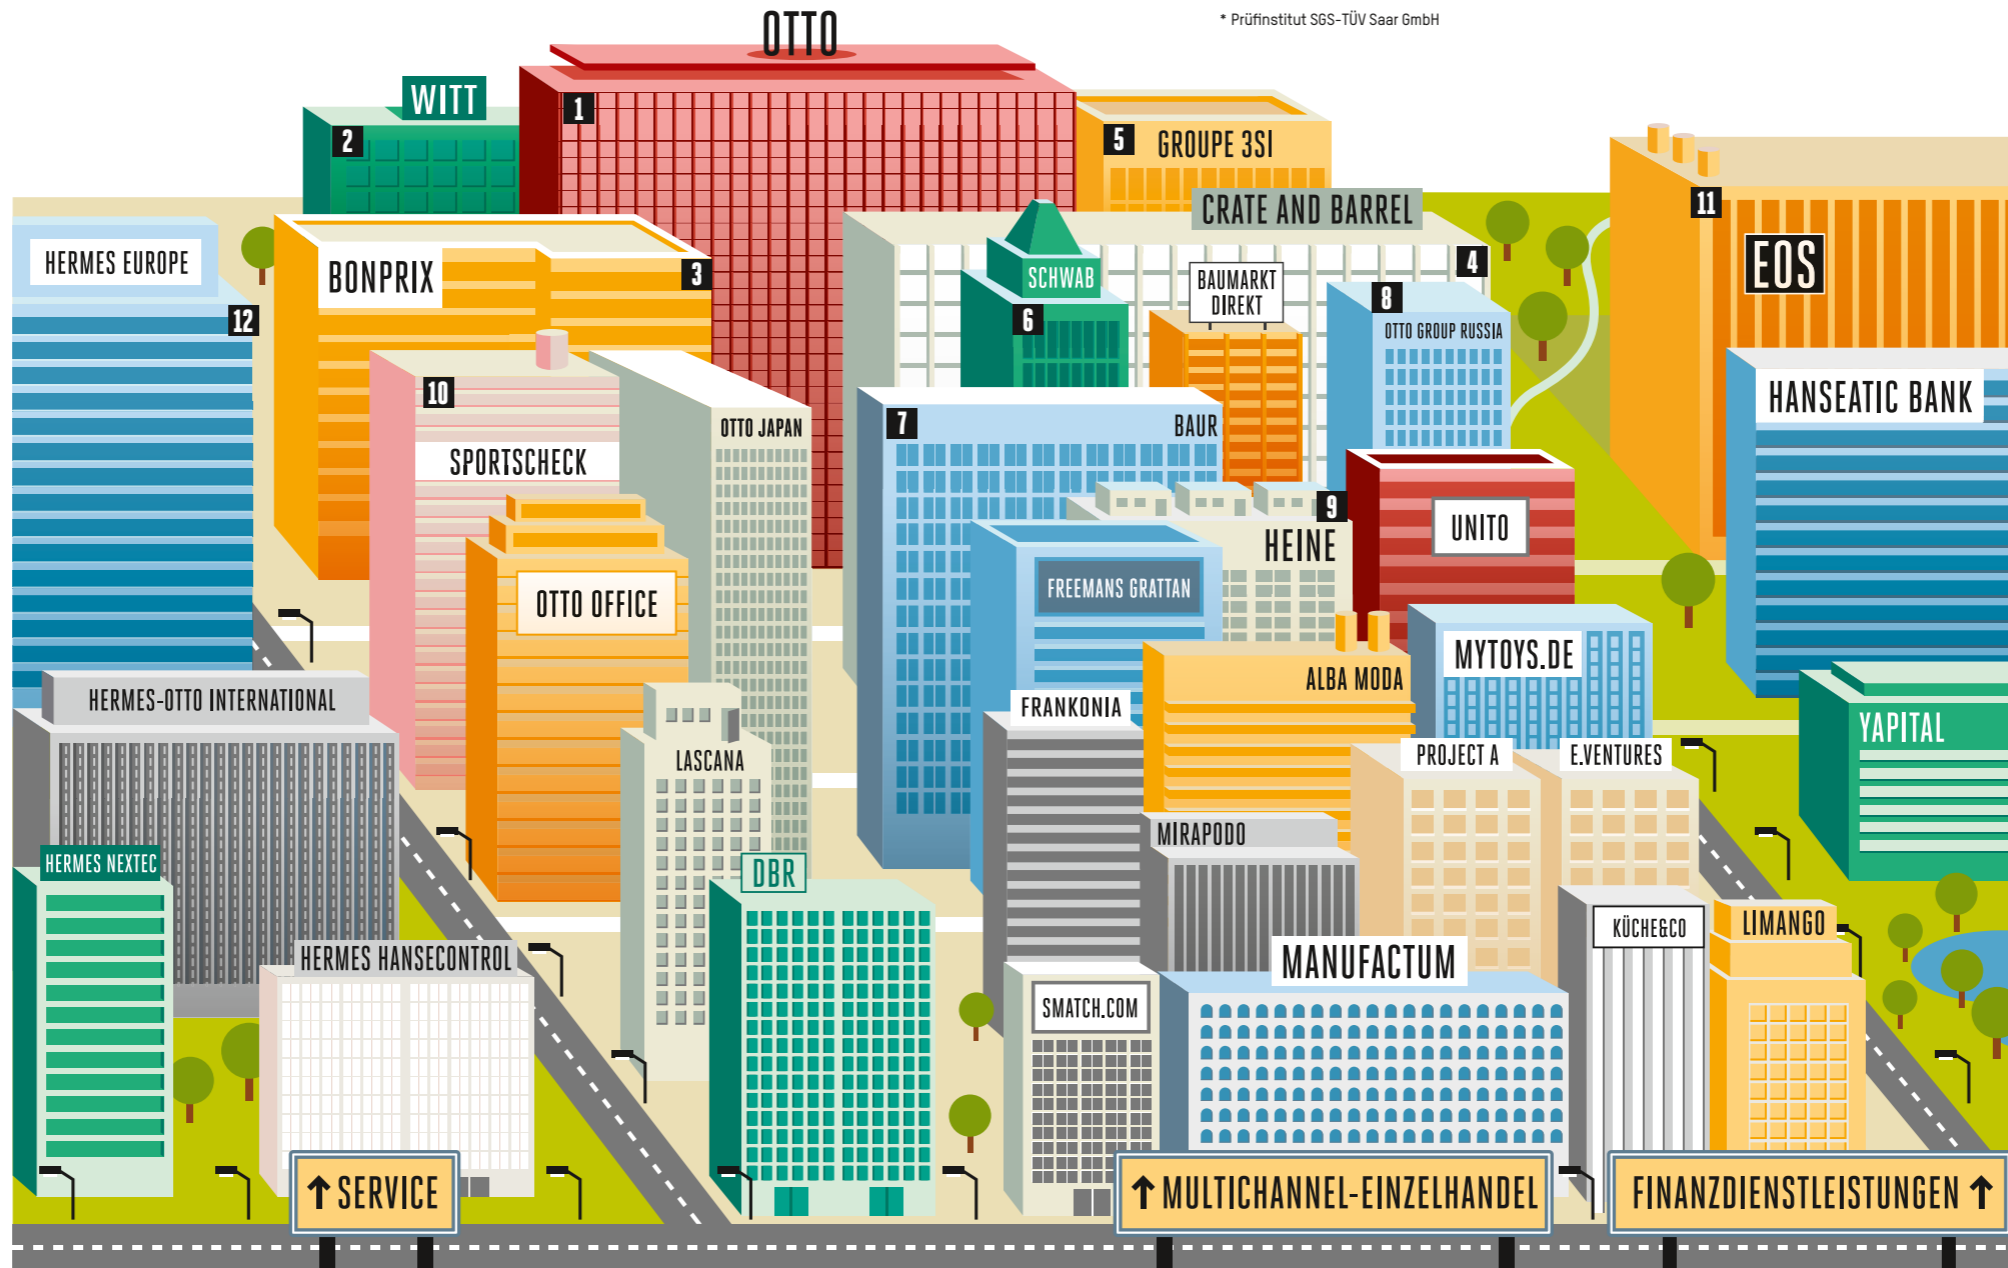 OTTO
* Prüfinstitut SGS-TÜV Saar GmbH
WITT
2
1
5
GROUPE 3SI
11
EOS
HERMES EUROPE
12
BONPRIX
3
CRATE AND BARREL
4
SCHWAB
6
BAUMARKT
DIREKT
8
OTTO GROUP RUSSIA
10
SPORTSCHECK
OTTO JAPAN
7
BAUR
HANSEATIC BANK
9
HEINE
UNITO
OTTO OFFICE
FREEMANS GRATTAN
MYTOYS.DE
ALBA MODA
HERMES-OTTO INTERNATIONAL
FRANKONIA
YAPITAL
LASCANA
PROJECT A
E.VENTURES
MIRAPODO
HERMES NEXTEC
DBR
KÜCHE&CO
LIMANGO
HERMES HANSECONTROL
MANUFACTUM
SMATCH.COM
↑ SERVICE
↑ MULTICHANNEL-EINZELHANDEL
FINANZDIENSTLEISTUNGEN ↑